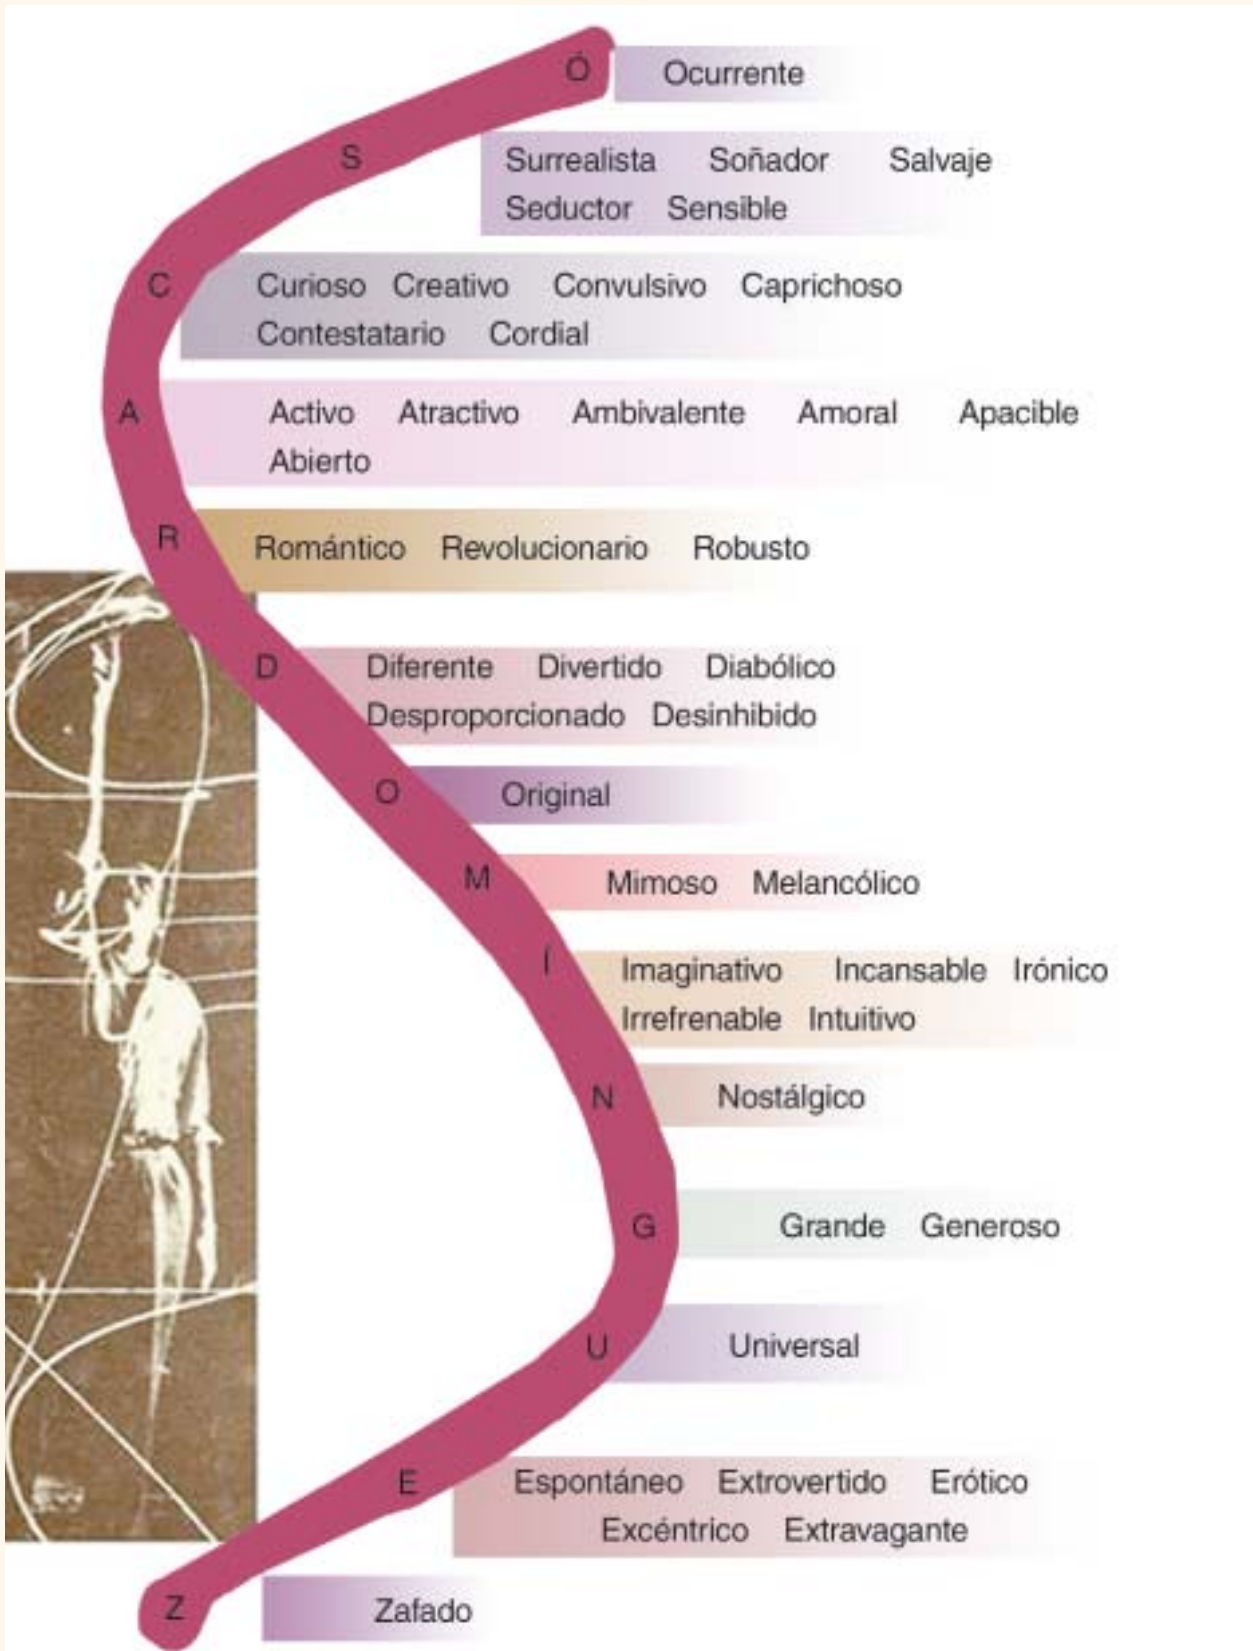 Ó Ocurrente
S Surrealista Soñador Salvaje
Seductor Sensible
C Curioso Creativo Convulsivo Caprichoso
Contestatario Cordial
A Activo Atractivo Ambivalente Amoral Apacible
Abierto
R Romántico Revolucionario Robusto
D Diferente Divertido Diabólico
Desproporcionado Desinhibido
O Original
M Mimoso Melancólico
Í Imaginativo Incansable Irónico
Irrefrenable Intuitivo
N Nostálgico
G Grande Generoso
U Universal
E Espontáneo Extrovertido Erótico
Excéntrico Extravagante
Z Zafado